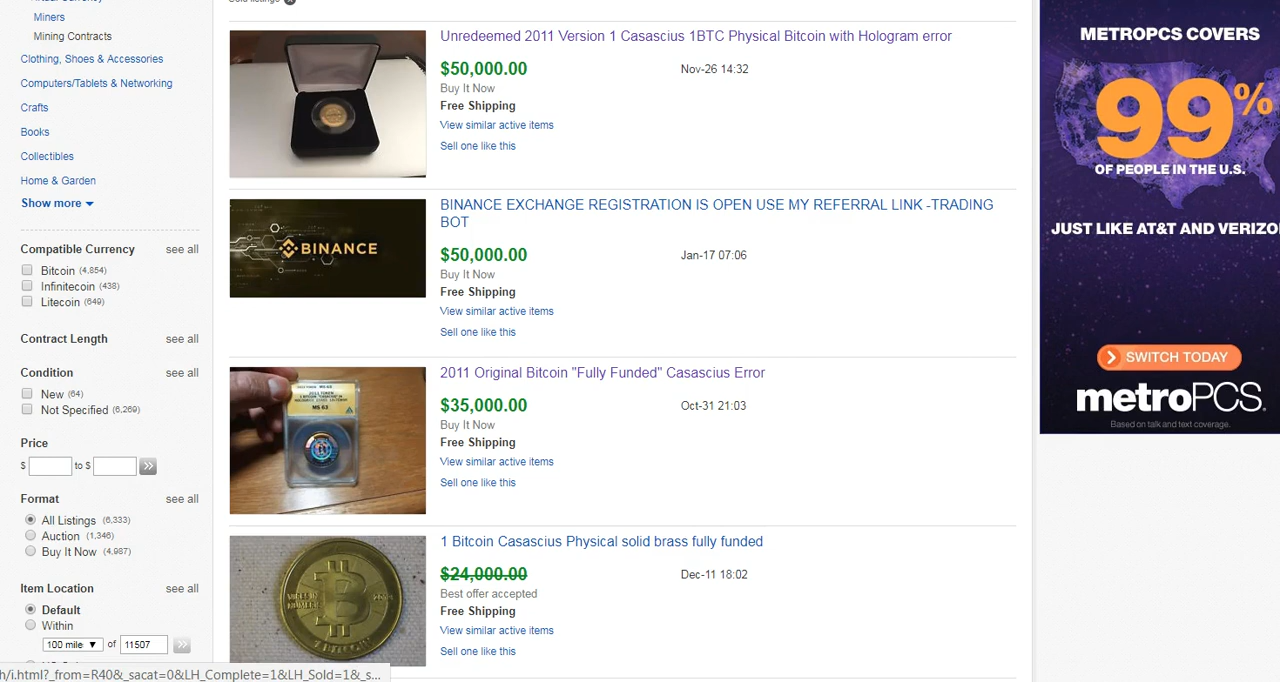 Miners
Mining Contracts
Clothing, Shoes & Accessories
Computers/Tablets & Networking
Crafts
Books
Collectibles
Home & Garden
Show more
Compatible Currency see all
Bitcoin (4,854)
Infinitecoin (438)
Litecoin (649)
Contract Length see all
Condition see all
New (64)
Not Specified (6,269)
Price
$ to $
Format see all
All Listings (6,333)
Auction (1,346)
Buy It Now (4,987)
Item Location see all
Default
Within
100 mile ▼ of 11507
h/i.html?_from=R40&_sacat=0&LH_Complete=1&LH_Sold=1&_s...
Unredeemed 2011 Version 1 Casascius 1BTC Physical Bitcoin with Hologram error
$50,000.00 Nov-26 14:32
Buy It Now
Free Shipping
View similar active items
Sell one like this
BINANCE
BINANCE EXCHANGE REGISTRATION IS OPEN USE MY REFERRAL LINK -TRADING
BOT
$50,000.00 Jan-17 07:06
Buy It Now
Free Shipping
View similar active items
Sell one like this
MS 63
2011 Original Bitcoin "Fully Funded" Casascius Error
$35,000.00 Oct-31 21:03
Buy It Now
Free Shipping
View similar active items
Sell one like this
VIRES IN
NUMERIS
1 BITCOIN
1 Bitcoin Casascius Physical solid brass fully funded
$24,000.00 Dec-11 18:02
Best offer accepted
Free Shipping
View similar active items
Sell one like this
METROPCS COVERS
99%
OF PEOPLE IN THE U.S.
JUST LIKE AT&T AND VERIZO
SWITCH TODAY
metroPCS.
Based on talk and text coverage.